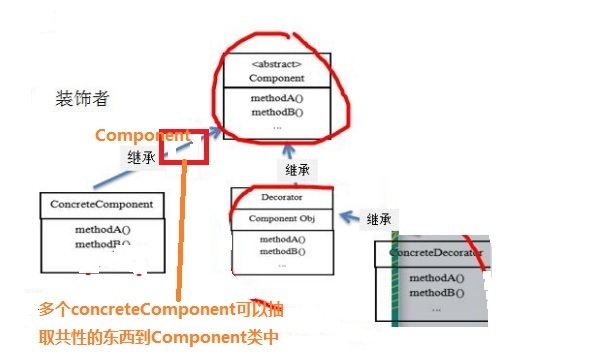 <abstract>
Component
methodA()
methodB()
...
装饰者
Component
继承
继承
ConcreteComponent
methodA()
methodB()
Decorator
Component Obj
methodA()
methodB()
...
继承
ConcreteDecorator
methodA()
methodB()
...
多个concreteComponent可以抽
取共性的东西到Component类中